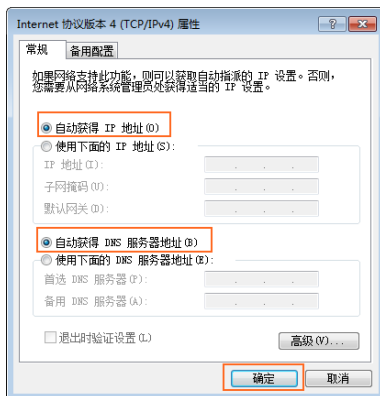 Internet 协议版本 4 (TCP/IPv4) 属性
常规 备用配置
如果网络支持此功能，则可以获取自动指派的 IP 设置。否则，
您需要从网络系统管理员处获得适当的 IP 设置。
自动获得 IP 地址(O)
使用下面的 IP 地址(S):
IP 地址(I):
子网掩码(U):
默认网关(D):
自动获得 DNS 服务器地址(B)
使用下面的 DNS 服务器地址(E):
首选 DNS 服务器(P):
备用 DNS 服务器(A):
退出时验证设置(L)
高级(V)...
确定 取消